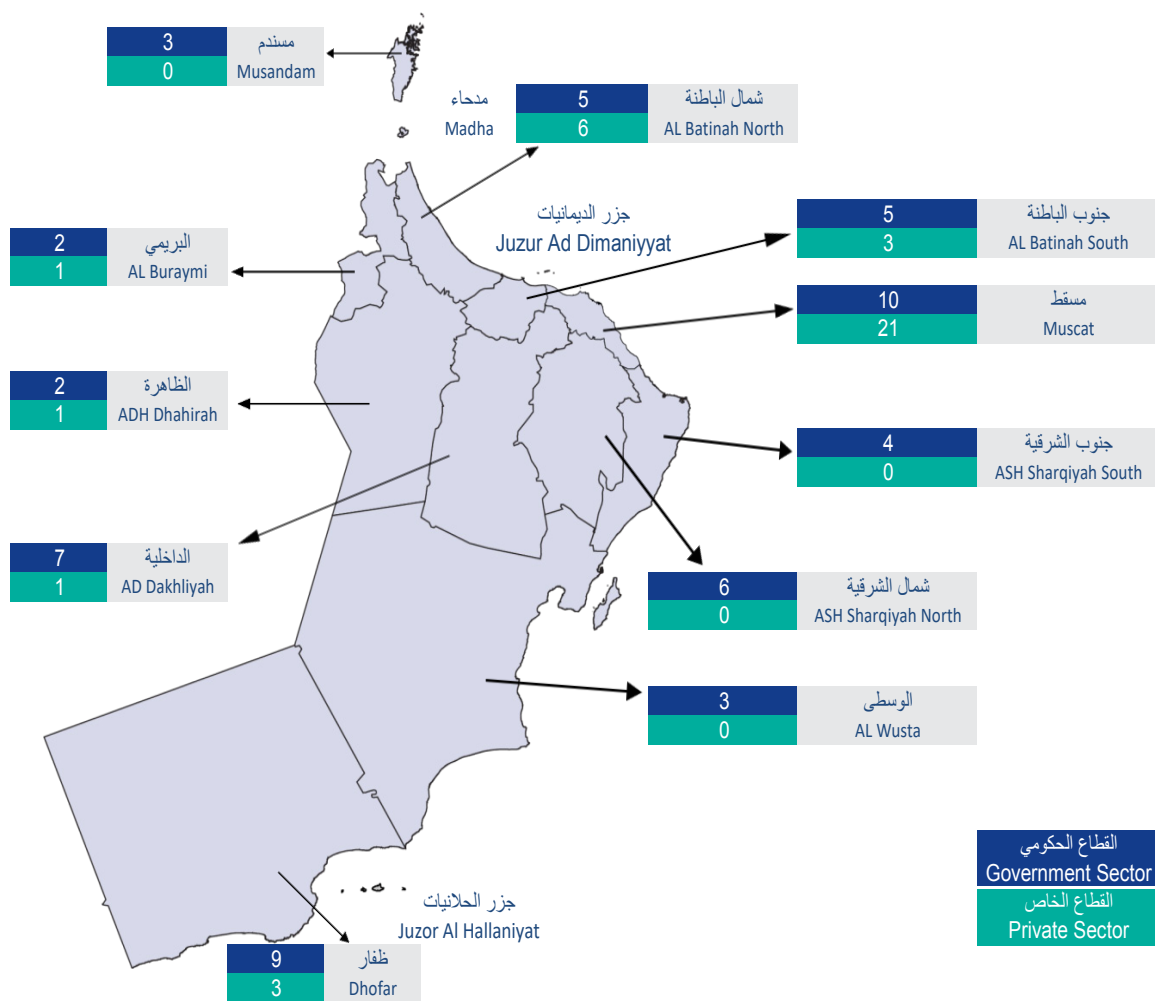 3
مسندم
0
Musandam
مدحاء
Madha
5
شمال الباطنة
6
AL Batinah North
جزر الديمانيات
Juzur Ad Dimaniyyat
5
جنوب الباطنة
3
AL Batinah South
2
البريمي
1
AL Buraymi
10
مسقط
21
Muscat
2
الظاهرة
1
ADH Dhahirah
4
جنوب الشرقية
0
ASH Sharqiyah South
7
الداخلية
1
AD Dakhliyah
6
شمال الشرقية
0
ASH Sharqiyah North
3
الوسطى
0
AL Wusta
القطاع الحكومي
Government Sector
القطاع الخاص
Private Sector
جزر الحلانيات
Juzor Al Hallaniyat
9
ظفار
3
Dhofar